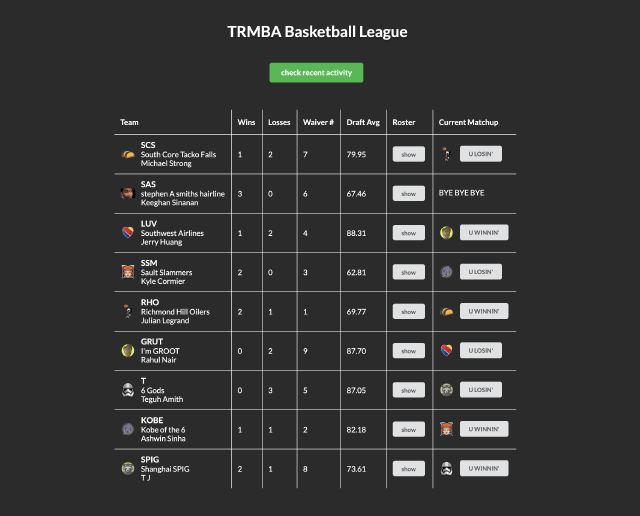 TRMBA Basketball League
check recent activity
Team Wins Losses Waiver # Draft Avg Roster Current Matchup
SCS
South Core Tacko Falls 1 2 7 79.95 show U LOSIN'
Michael Strong
SAS
stephen A smiths hairline 3 0 6 67.46 show BYE BYE BYE
Keeghan Sinanan
LUV
Southwest Airlines 1 2 4 88.31 show U WINNIN'
Jerry Huang
SSM
Sault Slammers 2 0 3 62.81 show U LOSIN'
Kyle Cormier
RHO
Richmond Hill Oilers 2 1 1 69.77 show U WINNIN'
Julian Legrand
GRUT
I'm GROOT 0 2 9 87.70 show U LOSIN'
Rahul Nair
T
6 Gods 0 3 5 87.05 show U LOSIN'
Teguh Amith
KOBE
Kobe of the 6 1 1 2 82.18 show U WINNIN'
Ashwin Sinha
SPIG
Shanghai SPIG 2 1 8 73.61 show U WINNIN'
T J